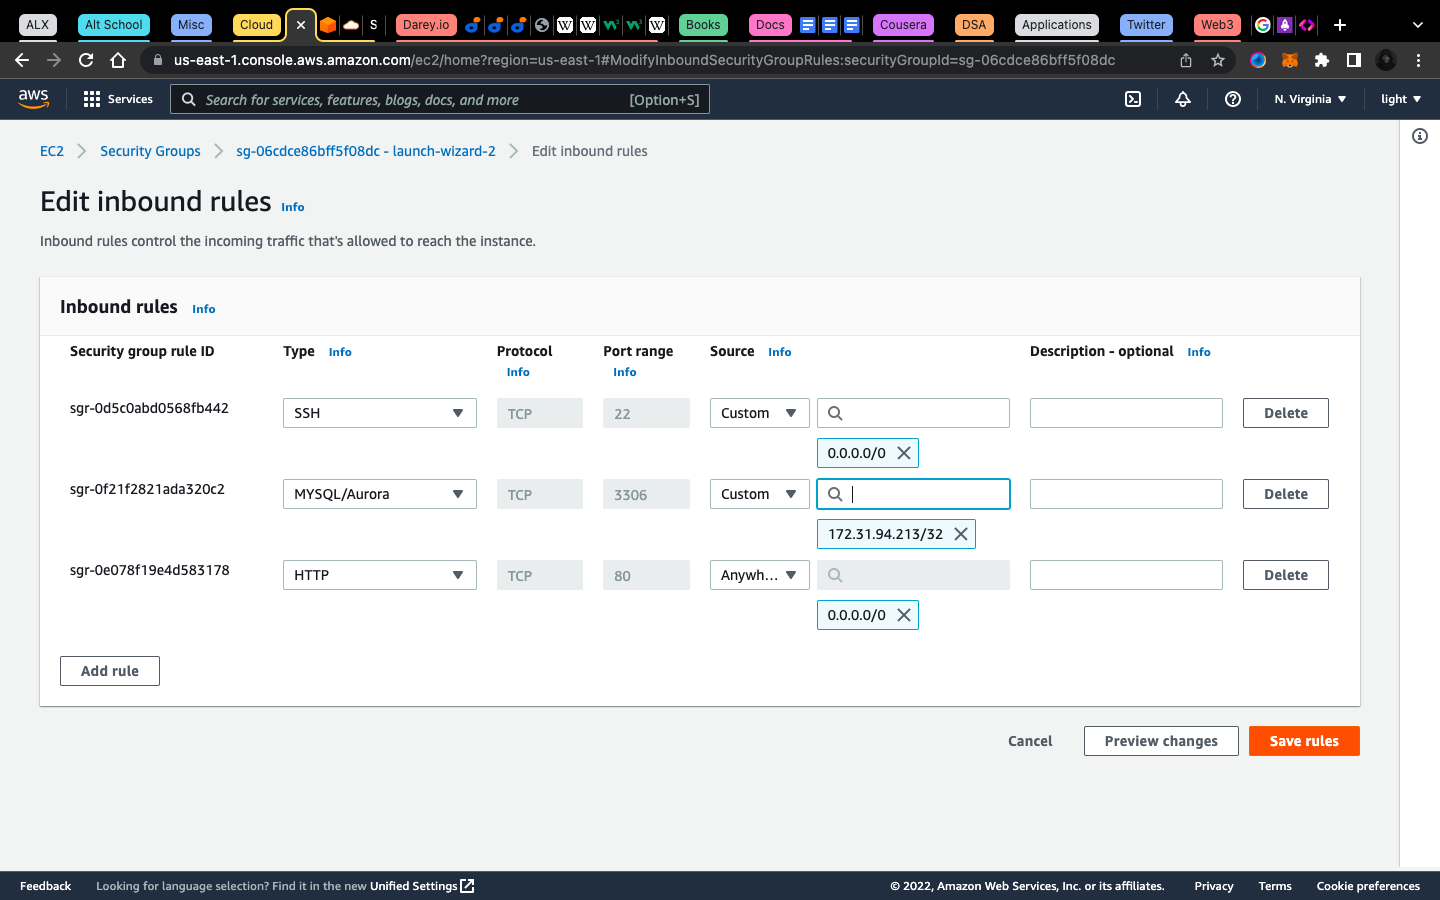 ALX Alt School Misc Cloud S Darey.io Books Docs Cousera DSA Applications Twitter Web3
us-east-1.console.aws.amazon.com/ec2/home?region=us-east-1#ModifyInboundSecurityGroupRules:securityGroupId=sg-06cdce86bff5f08dc
aws Services Search for services, features, blogs, docs, and more [Option+S] N. Virginia light
EC2 Security Groups sg-06cdce86bff5f08dc - launch-wizard-2 Edit inbound rules
Edit inbound rules Info
Inbound rules control the incoming traffic that's allowed to reach the instance.
Inbound rules Info
Security group rule ID Type Info Protocol Port range Source Info Description - optional Info
Info Info
sgr-0d5c0abd0568fb442 SSH TCP 22 Custom Delete
0.0.0.0/0
sgr-0f21f2821ada320c2 MYSQL/Aurora TCP 3306 Custom Delete
172.31.94.213/32
sgr-0e078f19e4d583178 HTTP TCP 80 Anywh... Delete
0.0.0.0/0
Add rule
Cancel Preview changes Save rules
Feedback Looking for language selection? Find it in the new Unified Settings © 2022, Amazon Web Services, Inc. or its affiliates. Privacy Terms Cookie preferences